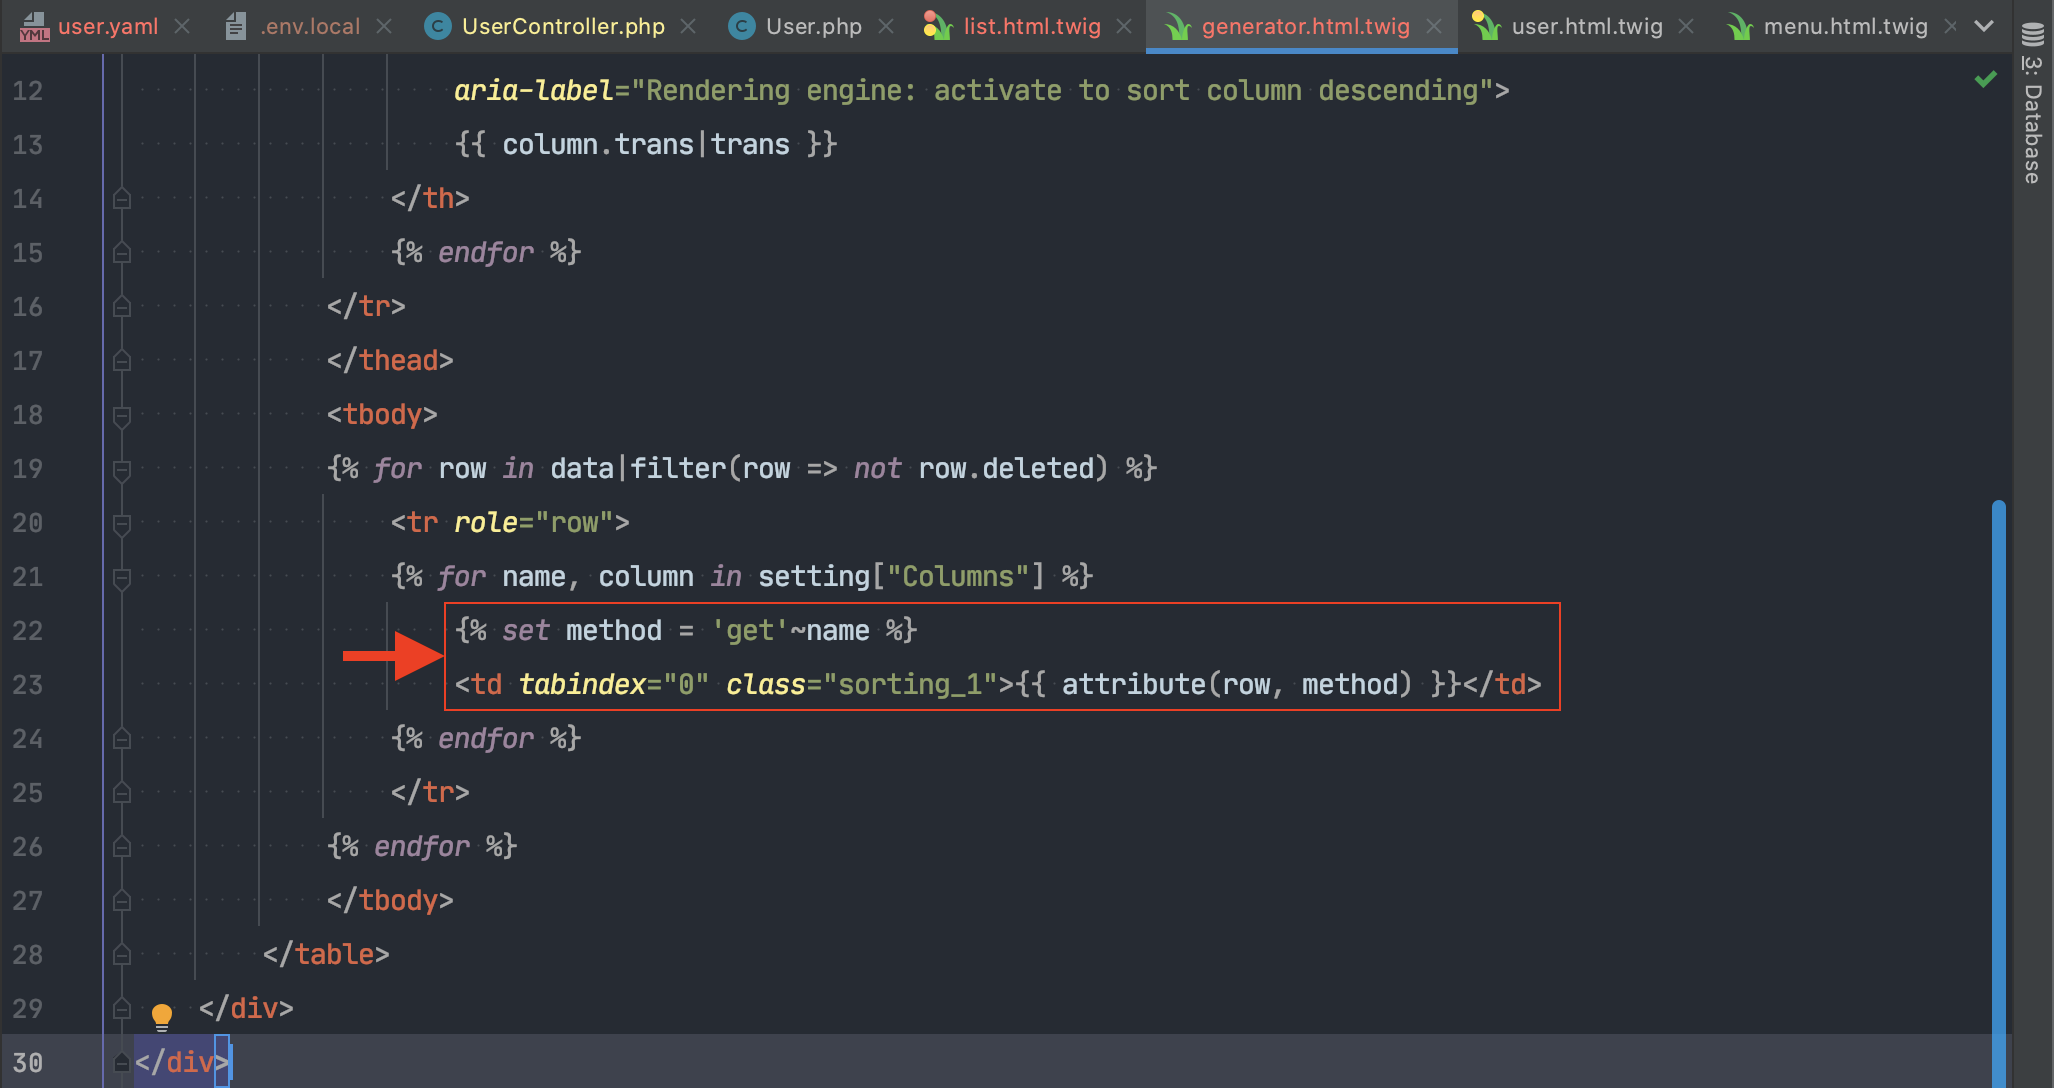 user.yaml .env.local UserController.php User.php list.html.twig generator.html.twig user.html.twig menu.html.twig
12 aria-label="Rendering engine: activate to sort column descending">
13 {{ column.trans|trans }}
14 </th>
15 {% endfor %}
16 </tr>
17 </thead>
18 <tbody>
19 {% for row in data|filter(row => not row.deleted) %}
20 <tr role="row">
21 {% for name, column in setting["Columns"] %}
22 {% set method = 'get'~name %}
23 <td tabindex="0" class="sorting_1">{{ attribute(row, method) }}</td>
24 {% endfor %}
25 </tr>
26 {% endfor %}
27 </tbody>
28 </table>
29 </div>
30 </div>
3: Database
YML
C
C